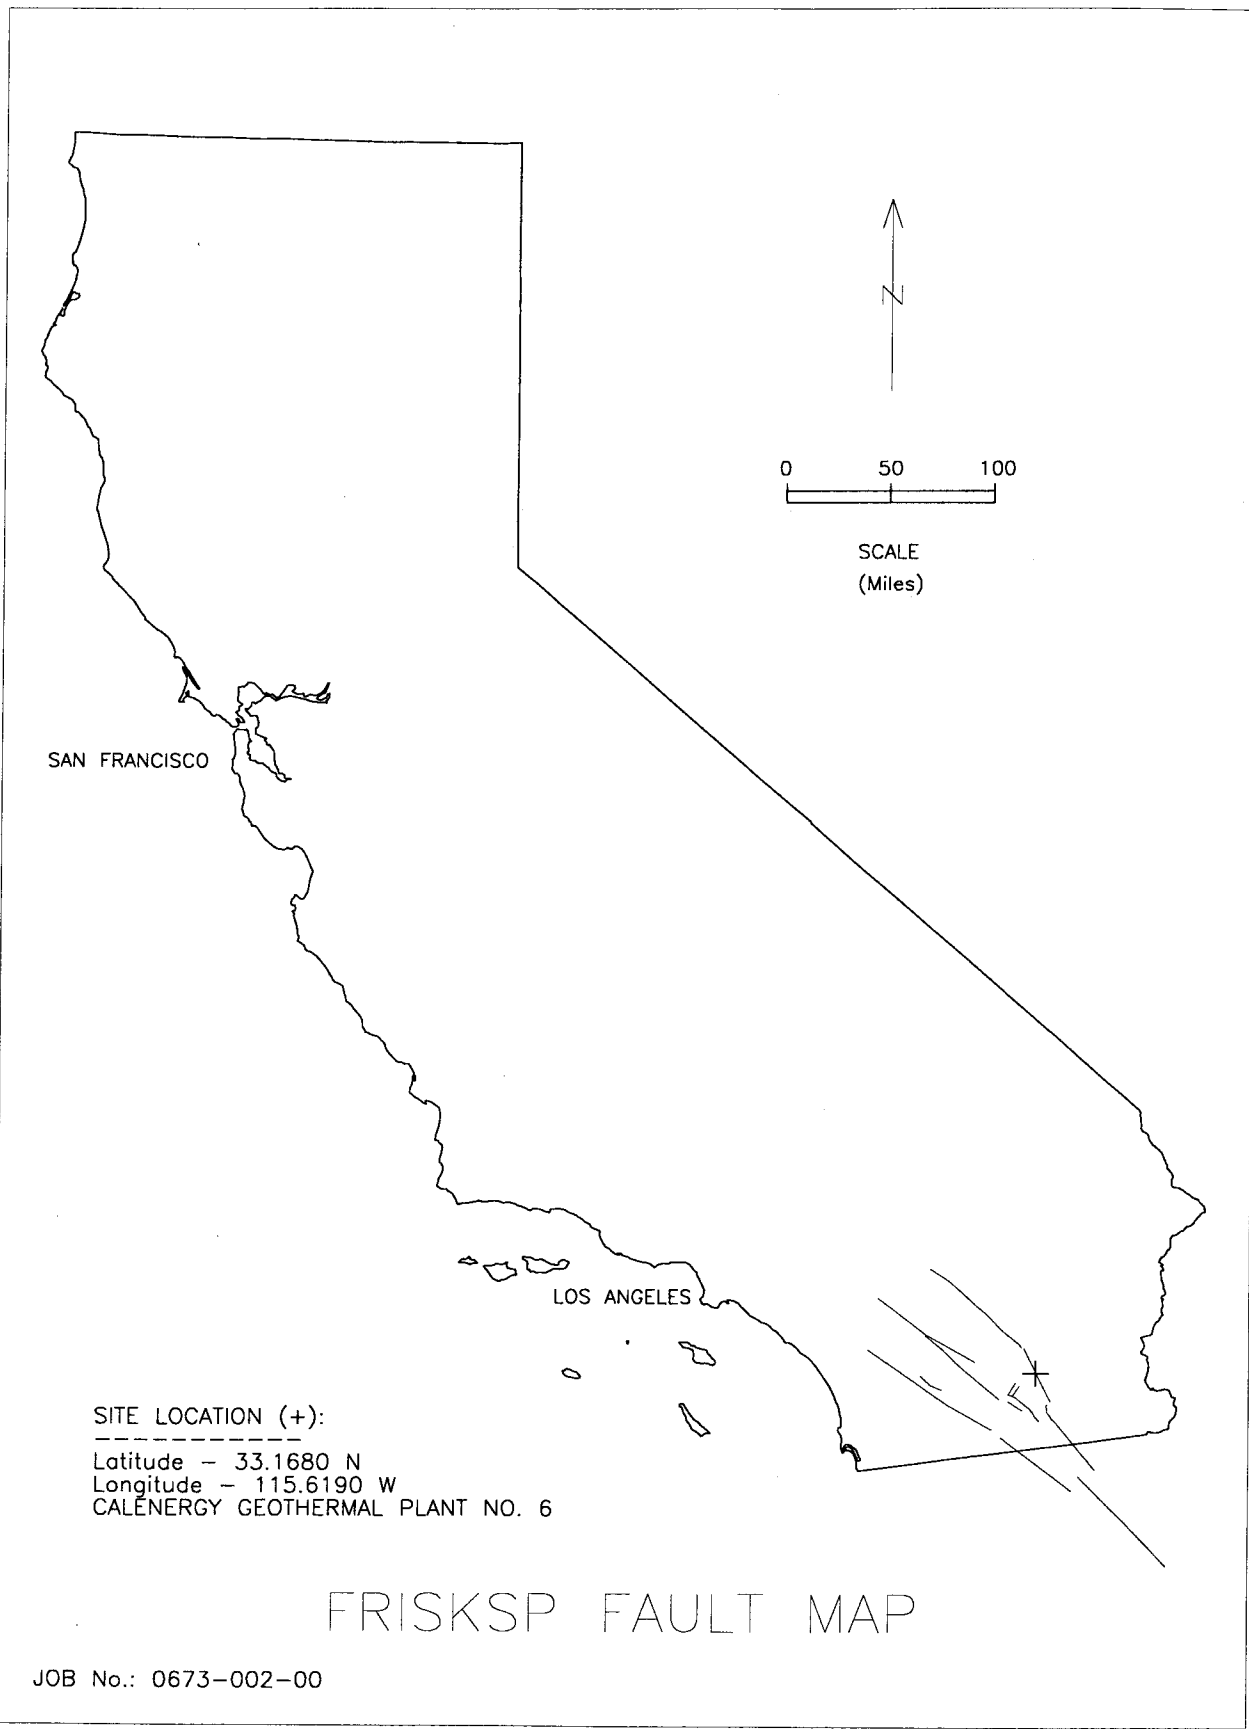 N
0 50 100
SCALE
(Miles)
SAN FRANCISCO
LOS ANGELES
SITE LOCATION (+):
-----------
Latitude - 33.1680 N
Longitude - 115.6190 W
CALENERGY GEOTHERMAL PLANT NO. 6
FRISKSP FAULT MAP
JOB No.: 0673-002-00